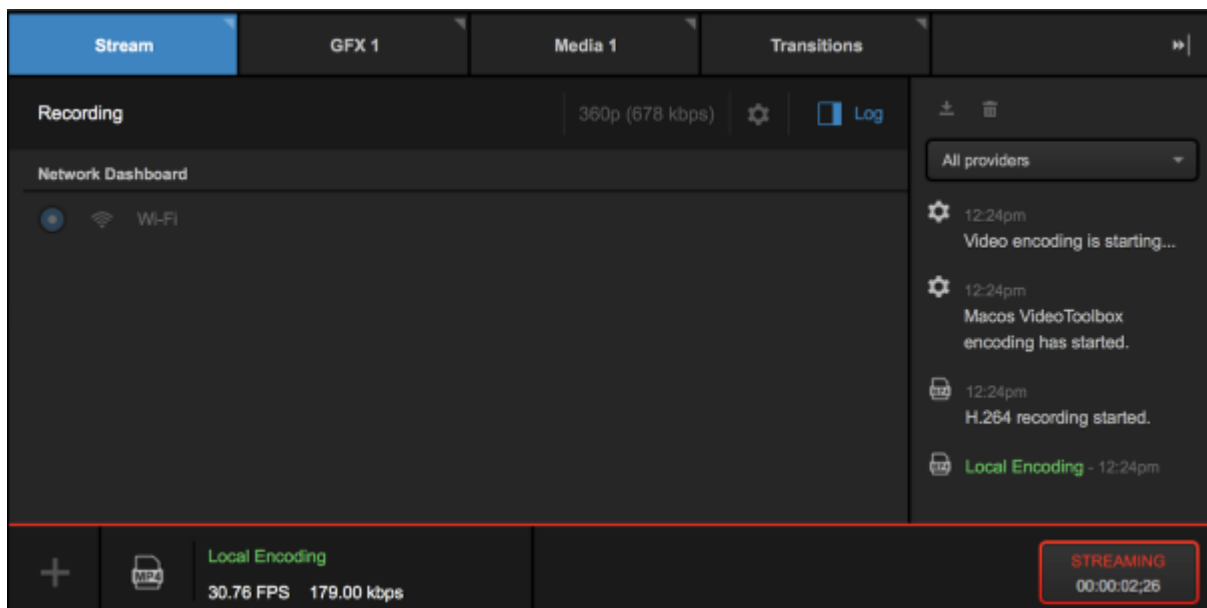 Stream
GFX 1
Media 1
Transitions
Recording
360p (678 kbps)
Log
Network Dashboard
Wi-Fi
All providers
12:24pm
Video encoding is starting...
12:24pm
Macos VideoToolbox
encoding has started.
12:24pm
H.264 recording started.
Local Encoding - 12:24pm
MP4
Local Encoding
30.76 FPS 179.00 kbps
STREAMING
00:00:02;26